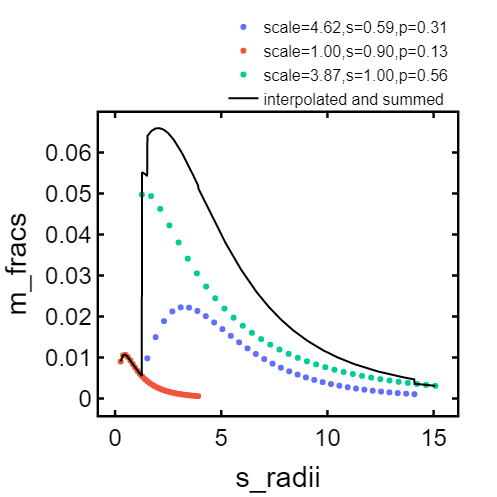 scale=4.62,s=0.59,p=0.31
scale=1.00,s=0.90,p=0.13
scale=3.87,s=1.00,p=0.56
interpolated and summed
0.06
0.05
0.04
0.03
0.02
0.01
0
m_fracs
0 5 10 15
s_radii